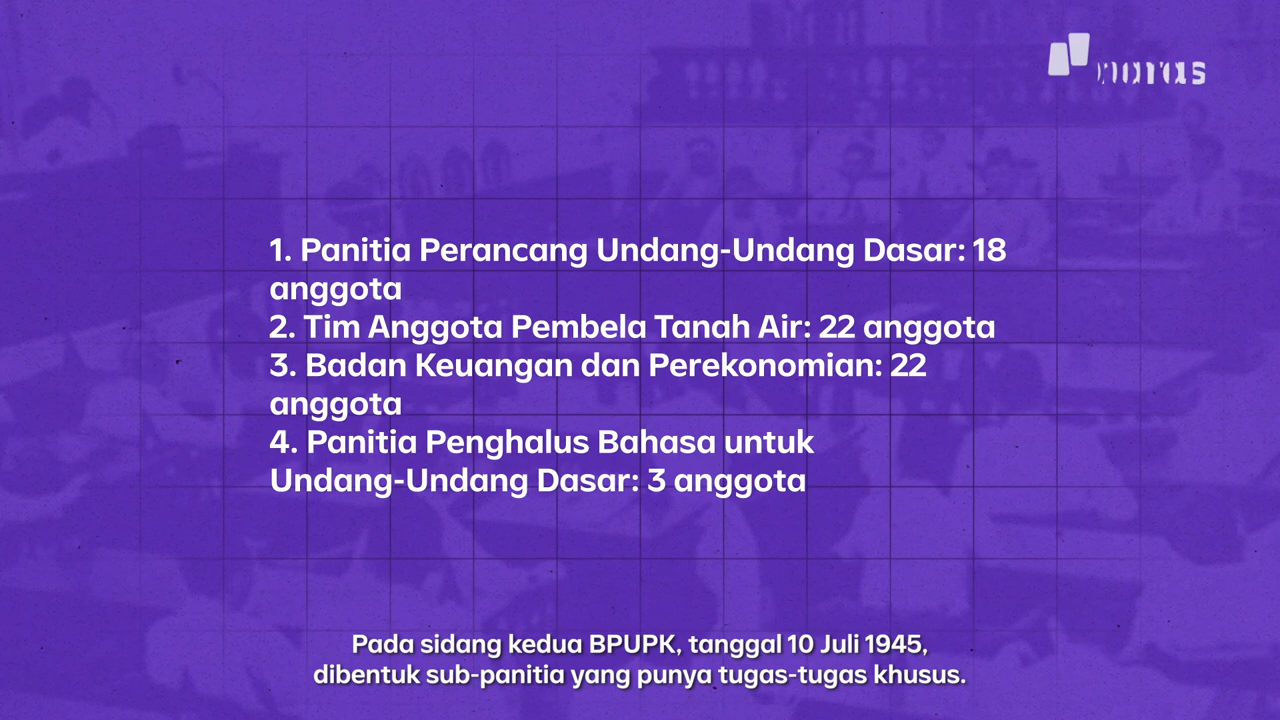 naras
1. Panitia Perancang Undang-Undang Dasar: 18
anggota
2. Tim Anggota Pembela Tanah Air: 22 anggota
3. Badan Keuangan dan Perekonomian: 22
anggota
4. Panitia Penghalus Bahasa untuk
Undang-Undang Dasar: 3 anggota
Pada sidang kedua BPUPK, tanggal 10 Juli 1945,
dibentuk sub-panitia yang punya tugas-tugas khusus.